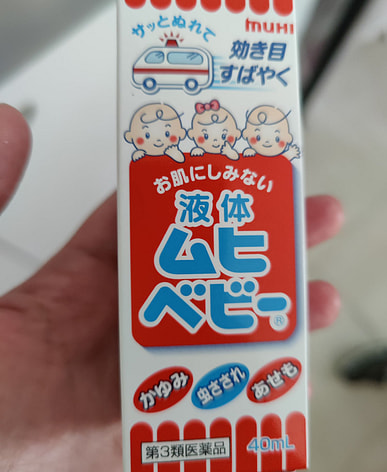 サッとぬれて
MUHI
効き目
すばやく
お肌にしみない
液体
ムヒ
ベビー®
かゆみ
虫さされ
あせも
第3類医薬品
40mL